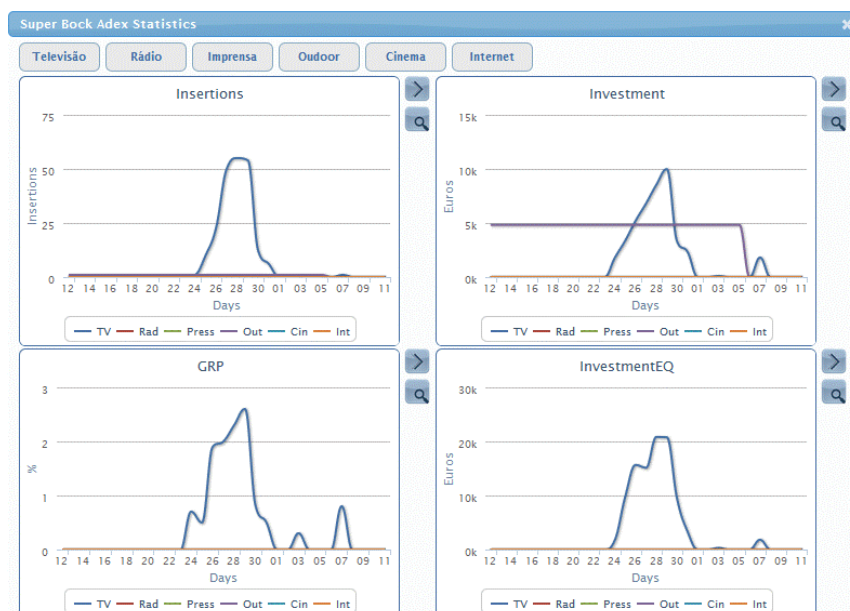 Super Bock Adex Statistics
Televisão Rádio Imprensa Oudoor Cinema Internet
Insertions
75
50
25
0
Insertions
12 14 16 18 20 22 24 26 28 30 01 03 05 07 09 11
Days
TV Rad Press Out Cin Int
Investment
15k
10k
5k
0k
Euros
12 14 16 18 20 22 24 26 28 30 01 03 05 07 09 11
Days
TV Rad Press Out Cin Int
GRP
3
2
1
0
%
12 14 16 18 20 22 24 26 28 30 01 03 05 07 09 11
Days
TV Rad Press Out Cin Int
InvestmentEQ
30k
20k
10k
0k
Euros
12 14 16 18 20 22 24 26 28 30 01 03 05 07 09 11
Days
TV Rad Press Out Cin Int